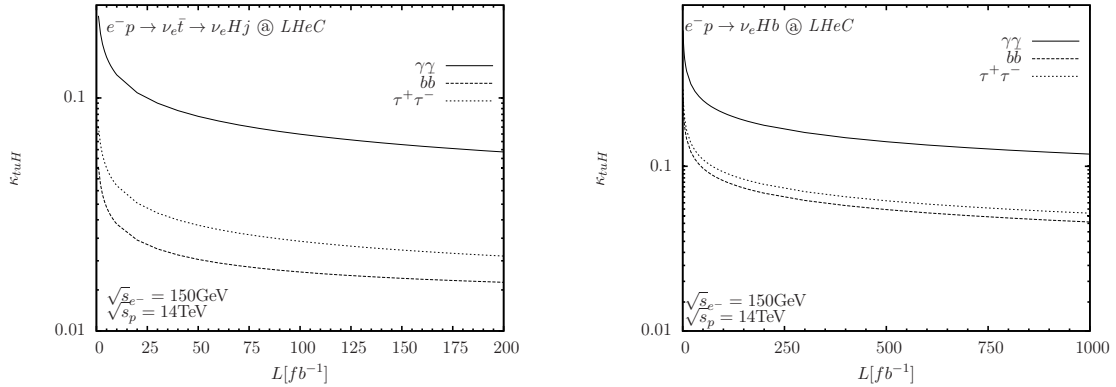 e⁻p → ν_e t̄ → ν_e Hj @ LHeC
γγ
bb
τ⁺τ⁻
0.1
κ_tuH
√s_e⁻ = 150GeV
√s_p = 14TeV
0.01
0 25 50 75 100 125 150 175 200
L[fb⁻¹]
e⁻p → ν_e Hb @ LHeC
γγ
bb
τ⁺τ⁻
0.1
κ_tuH
√s_e⁻ = 150GeV
√s_p = 14TeV
0.01
0 250 500 750 1000
L[fb⁻¹]